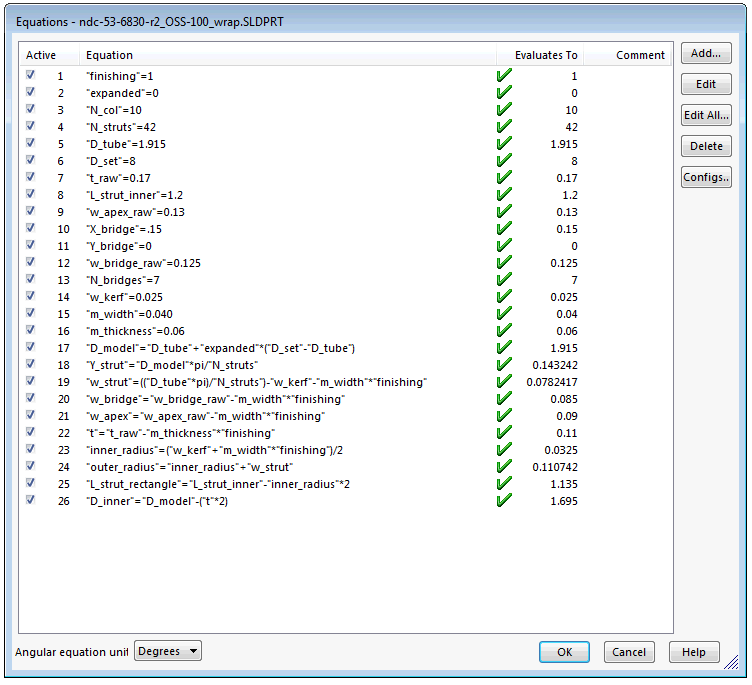 Equations - ndc-53-6830-r2_OSS-100_wrap.SLDPRT
Active Equation Evaluates To Comment
1 "finishing"=1 1
2 "expanded"=0 0
3 "N_col"=10 10
4 "N_struts"=42 42
5 "D_tube"=1.915 1.915
6 "D_set"=8 8
7 "t_raw"=0.17 0.17
8 "L_strut_inner"=1.2 1.2
9 "w_apex_raw"=0.13 0.13
10 "X_bridge"=.15 0.15
11 "Y_bridge"=0 0
12 "w_bridge_raw"=0.125 0.125
13 "N_bridges"=7 7
14 "w_kerf"=0.025 0.025
15 "m_width"=0.040 0.04
16 "m_thickness"=0.06 0.06
17 "D_model"="D_tube"+"expanded"*("D_set"-"D_tube") 1.915
18 "Y_strut"="D_model"*pi/"N_struts" 0.143242
19 "w_strut"=(("D_tube"*pi)/"N_struts")-"w_kerf"-"m_width"*"finishing" 0.0782417
20 "w_bridge"="w_bridge_raw"-"m_width"*"finishing" 0.085
21 "w_apex"="w_apex_raw"-"m_width"*"finishing" 0.09
22 "t"="t_raw"-"m_thickness"*"finishing" 0.11
23 "inner_radius"=("w_kerf"+"m_width"*"finishing")/2 0.0325
24 "outer_radius"="inner_radius"+"w_strut" 0.110742
25 "L_strut_rectangle"="L_strut_inner"-"inner_radius"*2 1.135
26 "D_inner"="D_model"-("t"*2) 1.695
Add...
Edit
Edit All...
Delete
Configs..
Angular equation unit Degrees OK Cancel Help